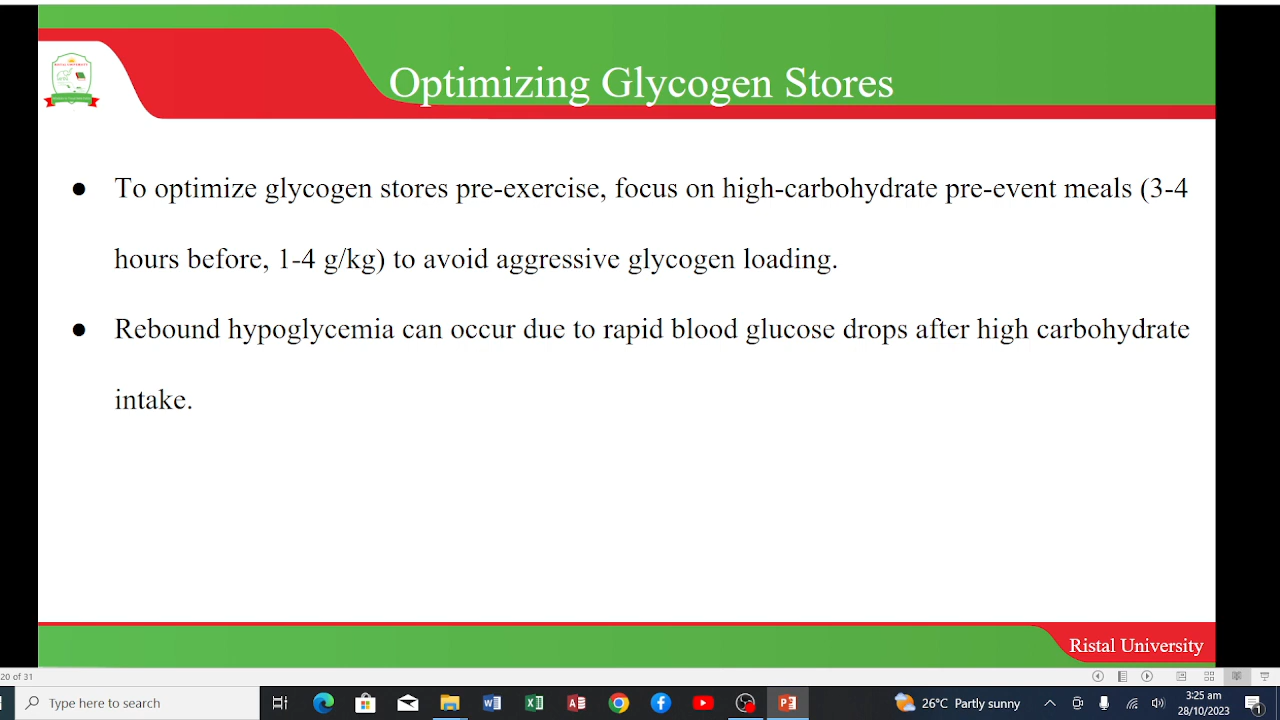 RISTAL UNIVERSITY
Optimizing Glycogen Stores
● To optimize glycogen stores pre-exercise, focus on high-carbohydrate pre-event meals (3-4
hours before, 1-4 g/kg) to avoid aggressive glycogen loading.
● Rebound hypoglycemia can occur due to rapid blood glucose drops after high carbohydrate
intake.
Ristal University
20 of 31
Type here to search
26°C Partly sunny
3:25 am
28/10/2023
1